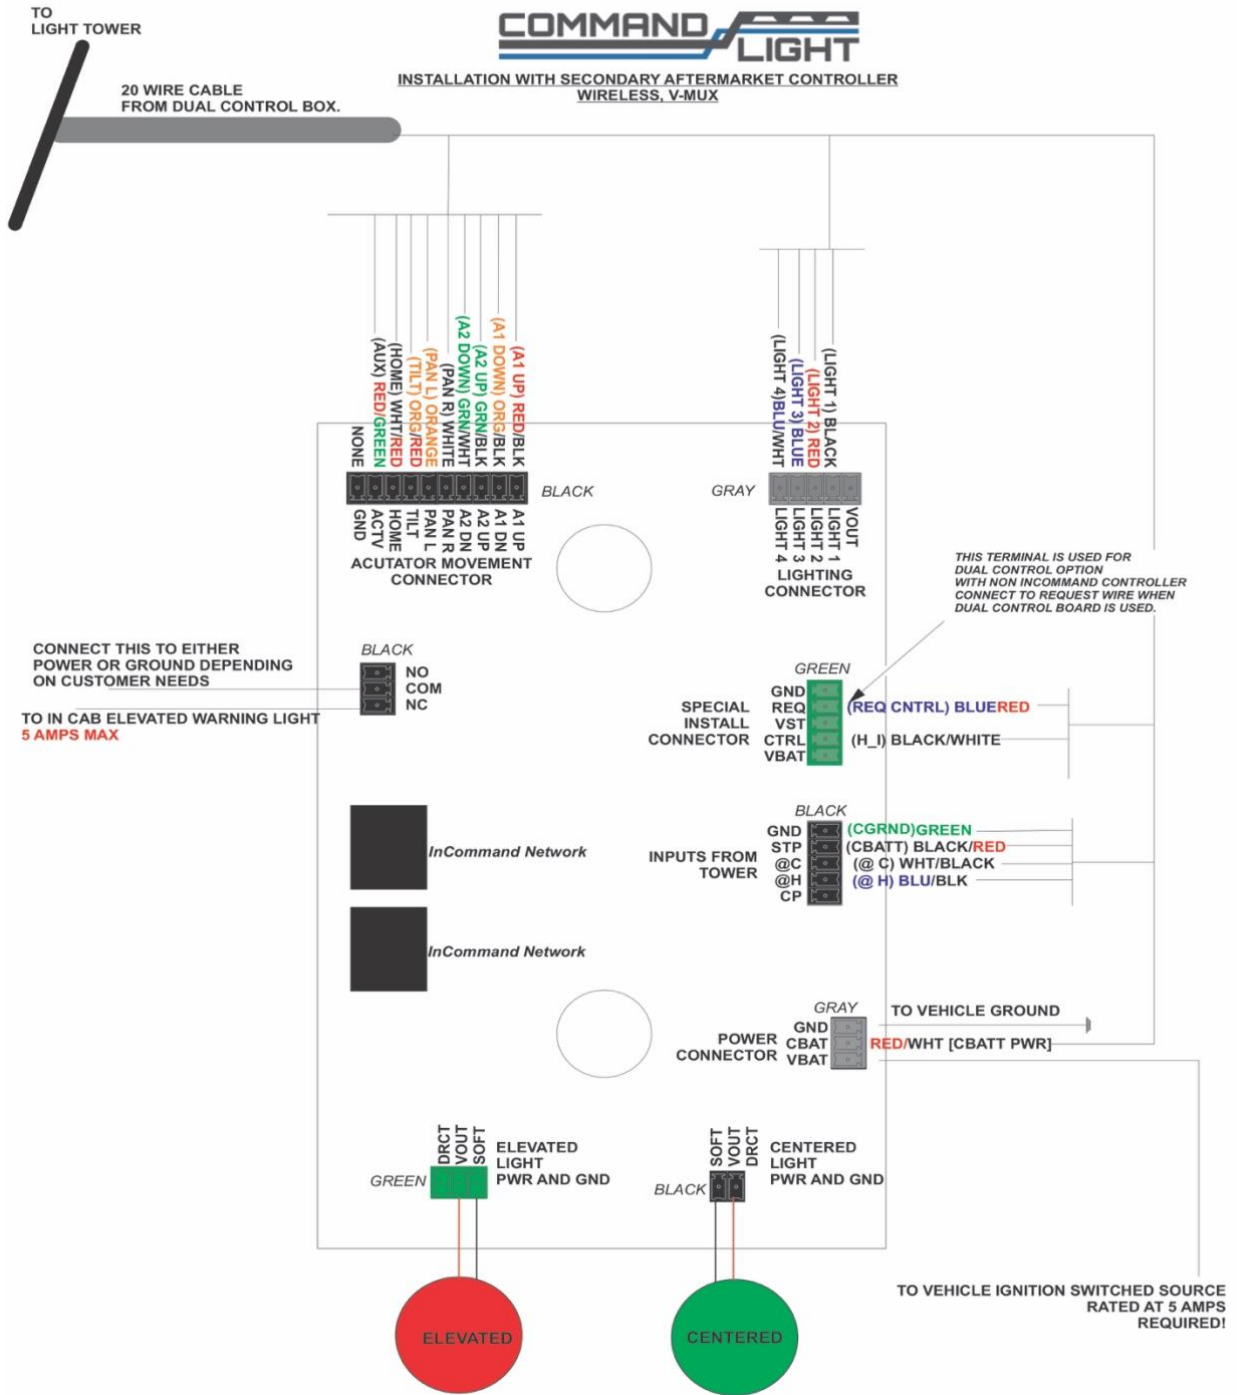 TO
LIGHT TOWER
COMMAND
LIGHT
INSTALLATION WITH SECONDARY AFTERMARKET CONTROLLER
WIRELESS, V-MUX
20 WIRE CABLE
FROM DUAL CONTROL BOX.
NONE
(AUX) RED/GREEN
(HOME) WHT/RED
(TILT) ORG/RED
(PAN L) ORANGE
(PAN R) WHITE
(A2 DOWN) GRN/WHT
(A2 UP) GRN/BLK
(A1 DOWN) ORG/BLK
(A1 UP) RED/BLK
(LIGHT 4)BLU/WHT
(LIGHT 3) BLUE
(LIGHT 2) RED
(LIGHT 1) BLACK
BLACK
GRAY
GND
ACTV
HOME
TILT
PAN L
PAN R
A2 DN
A2 UP
A1 DN
A1 UP
ACUTATOR MOVEMENT
CONNECTOR
LIGHT 4
LIGHT 3
LIGHT 2
LIGHT 1
VOUT
LIGHTING
CONNECTOR
THIS TERMINAL IS USED FOR
DUAL CONTROL OPTION
WITH NON INCOMMAND CONTROLLER
CONNECT TO REQUEST WIRE WHEN
DUAL CONTROL BOARD IS USED.
CONNECT THIS TO EITHER
POWER OR GROUND DEPENDING
ON CUSTOMER NEEDS
TO IN CAB ELEVATED WARNING LIGHT
5 AMPS MAX
BLACK
NO
COM
NC
GREEN
SPECIAL
INSTALL
CONNECTOR
GND
REQ
VST
CTRL
VBAT
(REQ CNTRL) BLUERED
(H_I) BLACK/WHITE
BLACK
INPUTS FROM
TOWER
GND
STP
@C
@H
CP
(CGRND)GREEN
(CBATT) BLACK/RED
(@ C) WHT/BLACK
(@ H) BLU/BLK
InCommand Network
InCommand Network
GRAY
POWER
CONNECTOR
GND
CBAT
VBAT
TO VEHICLE GROUND
RED/WHT [CBATT PWR]
DRCT
VOUT
SOFT
ELEVATED
LIGHT
PWR AND GND
GREEN
SOFT
VOUT
DRCT
CENTERED
LIGHT
PWR AND GND
BLACK
ELEVATED
CENTERED
TO VEHICLE IGNITION SWITCHED SOURCE
RATED AT 5 AMPS
REQUIRED!